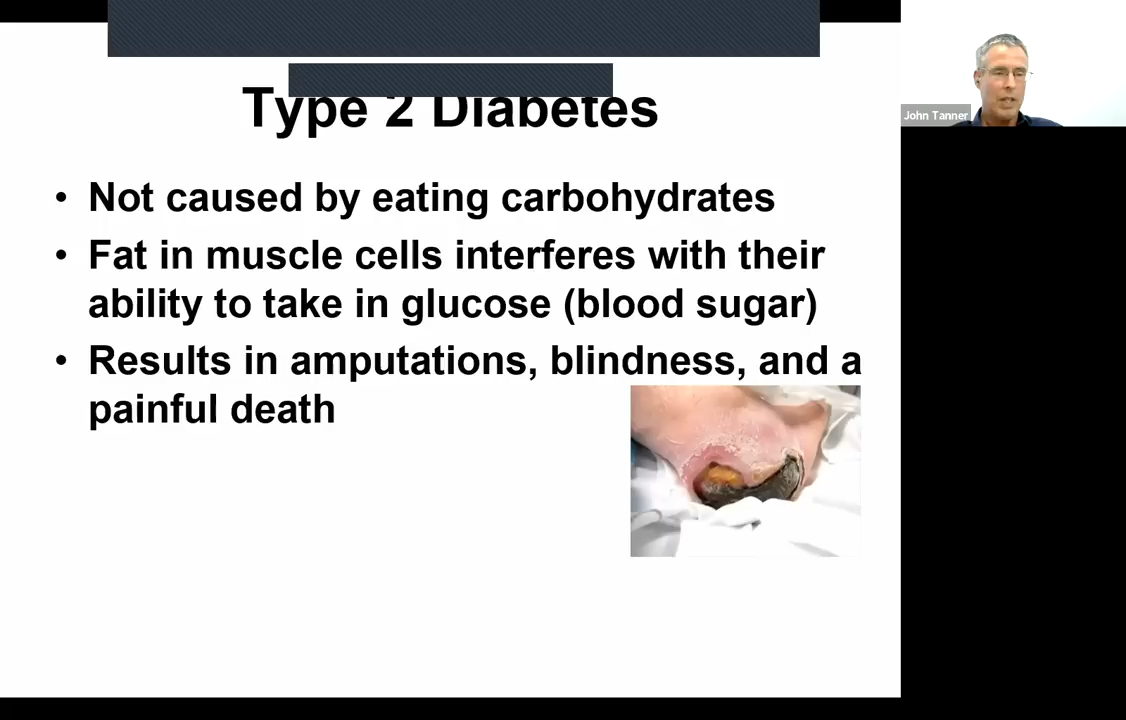 Type 2 Diabetes
John Tanner
• Not caused by eating carbohydrates
• Fat in muscle cells interferes with their
ability to take in glucose (blood sugar)
• Results in amputations, blindness, and a
painful death